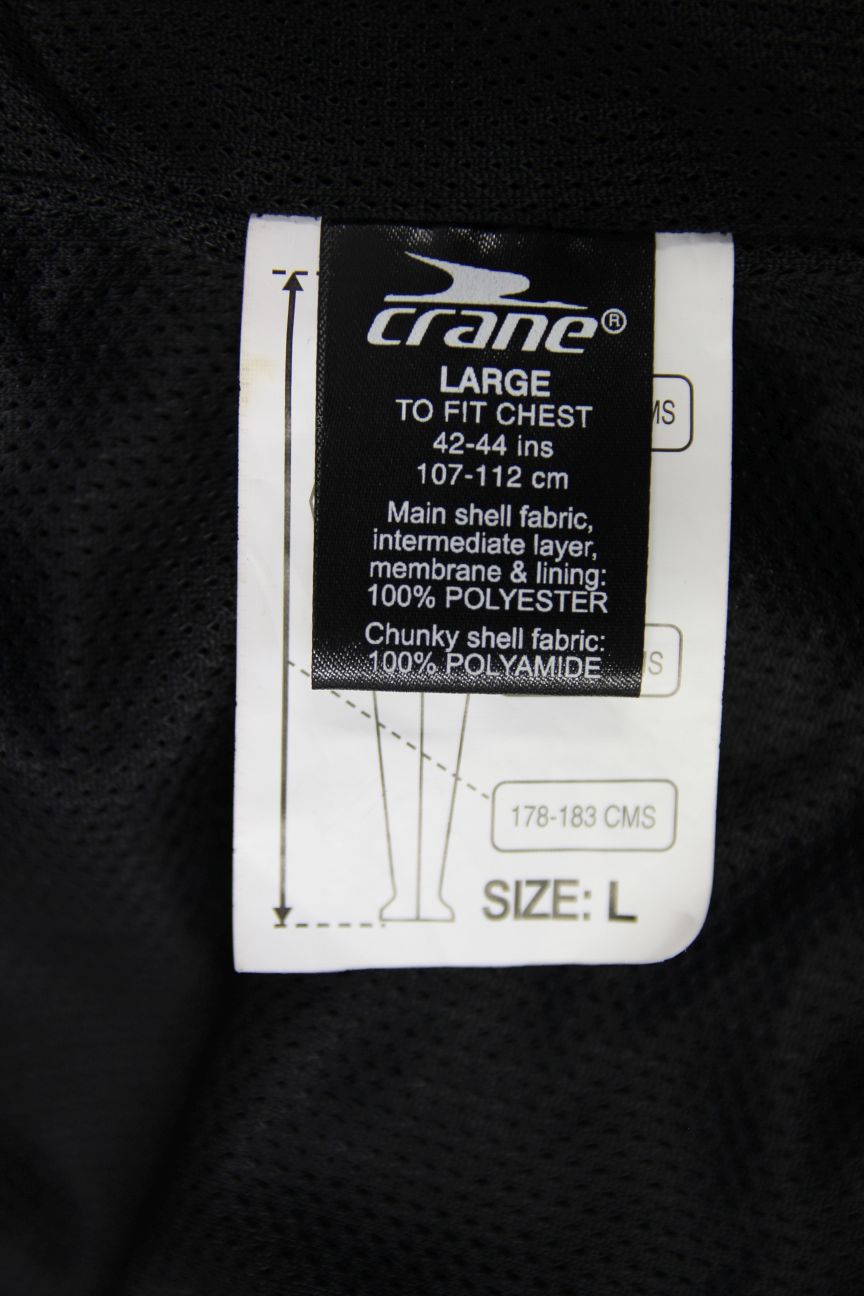 crane®
LARGE
TO FIT CHEST
42-44 ins
107-112 cm
Main shell fabric,
intermediate layer,
membrane & lining:
100% POLYESTER
Chunky shell fabric:
100% POLYAMIDE
178-183 CMS
SIZE: L